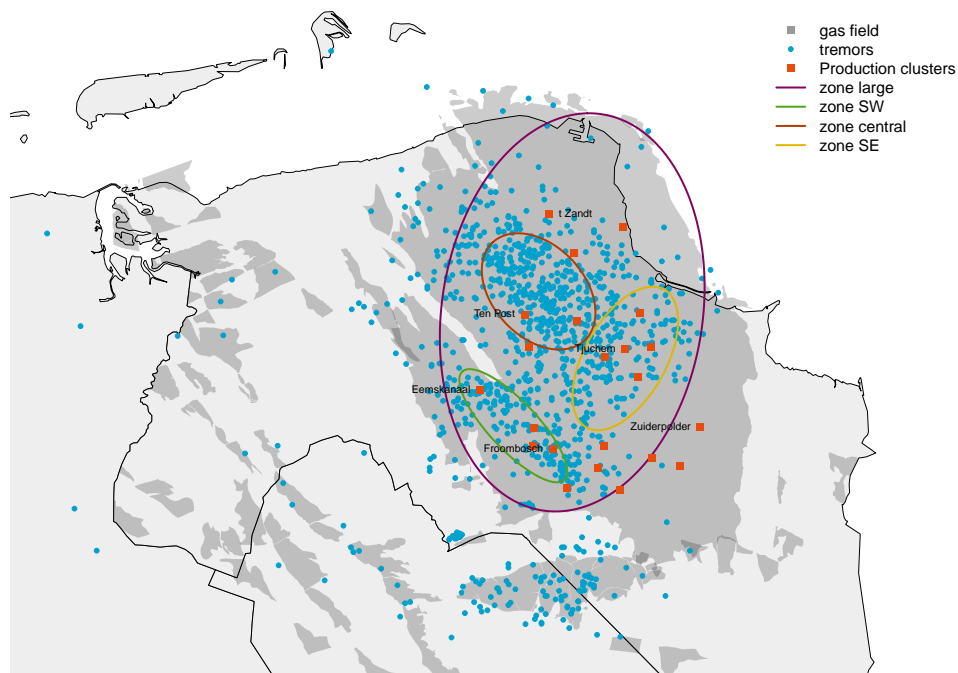 gas field
tremors
Production clusters
zone large
zone SW
zone central
zone SE
t Zandt
Ten Post
Tjuchem
Eemskanaal
Zuiderpolder
Froombosch